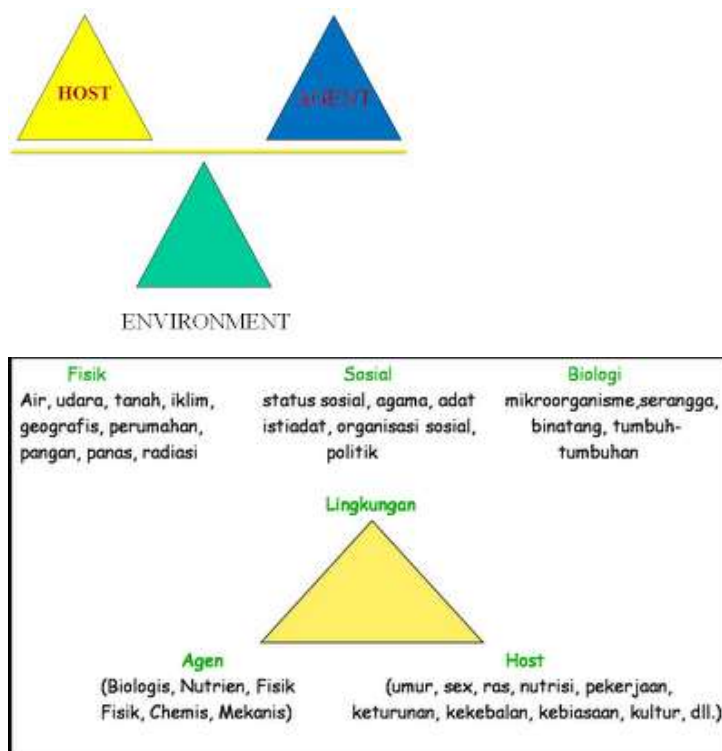 HOST
AGENT
ENVIRONMENT
Fisik
Air, udara, tanah, iklim,
geografis, perumahan,
pangan, panas, radiasi
Sosial
status sosial, agama, adat
istiadat, organisasi sosial,
politik
Biologi
mikroorganisme,serangga,
binatang, tumbuh-
tumbuhan
Lingkungan
Agen
(Biologis, Nutrien, Fisik
Fisik, Chemis, Mekanis)
Host
(umur, sex, ras, nutrisi, pekerjaan,
keturunan, kekebalan, kebiasaan, kultur, dll.)